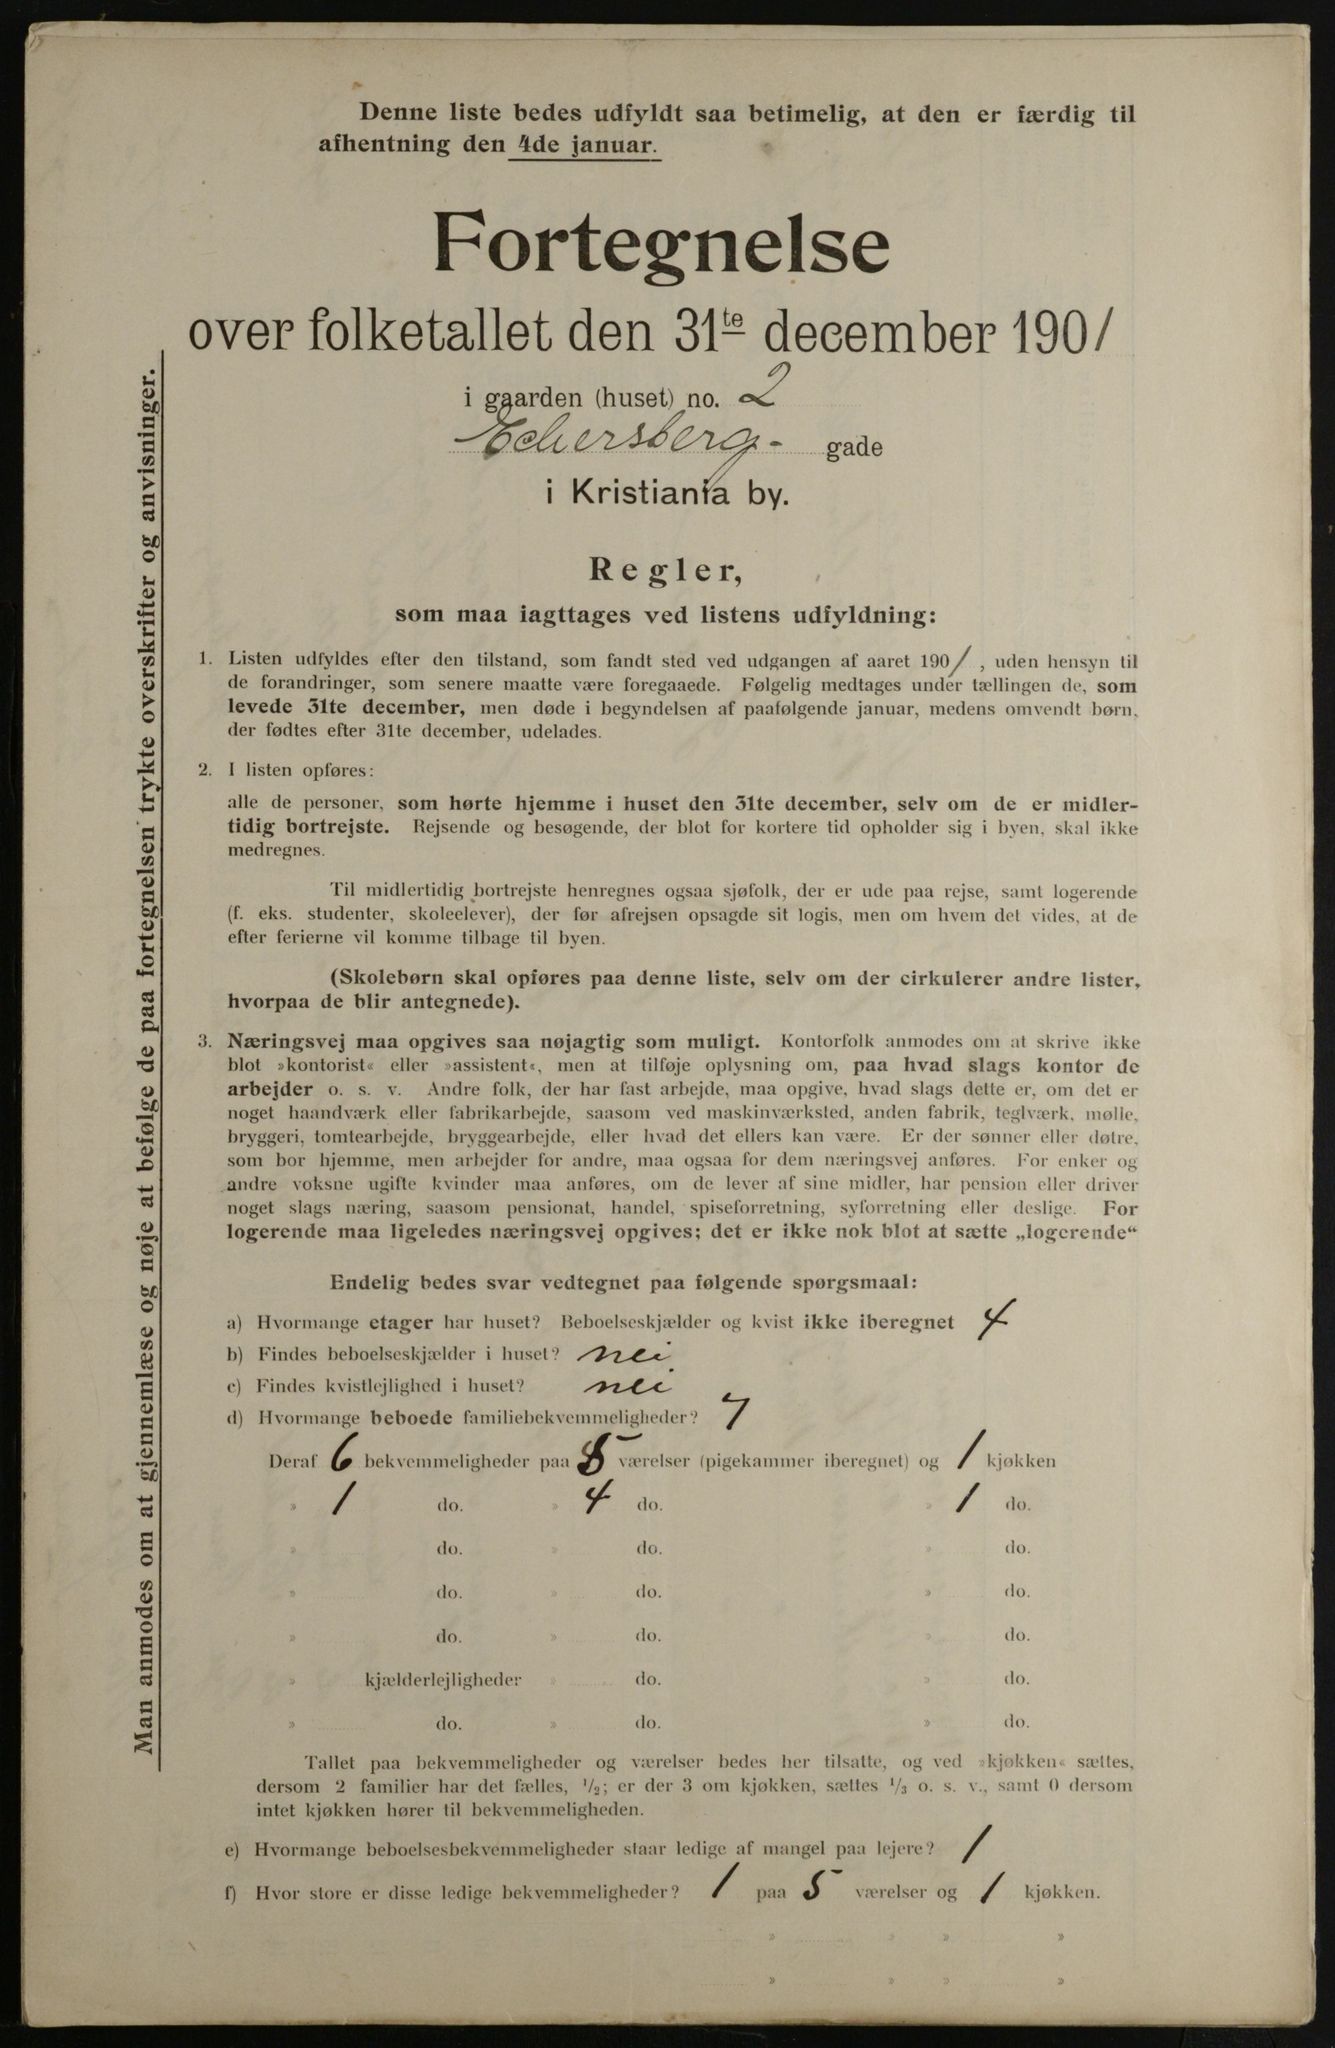 Denne liste bedes udfyldt saa betimelig, at den er færdig til
afhentning den 4de januar.
Fortegnelse
over folketallet den 31te december 1901
i gaarden (huset) no. 2
Eckersberg- gade
i Kristiania by.
Regler,
som maa iagttages ved listens udfyldning:
1. Listen udfyldes efter den tilstand, som fandt sted ved udgangen af aaret 1901, uden hensyn til
de forandringer, som senere maatte være foregaaede. Følgelig medtages under tællingen de, som
levede 31te december, men døde i begyndelsen af paafølgende januar, medens omvendt børn,
der fødtes efter 31te december, udelades.
2. I listen opføres:
alle de personer, som hørte hjemme i huset den 31te december, selv om de er midler-
tidig bortrejste. Rejsende og besøgende, der blot for kortere tid opholder sig i byen, skal ikke
medregnes.
Til midlertidig bortrejste henregnes ogsaa sjøfolk, der er ude paa rejse, samt logerende
(f. eks. studenter, skoleelever), der før afrejsen opsagde sit logis, men om hvem det vides, at de
efter ferierne vil komme tilbage til byen.
(Skolebørn skal opføres paa denne liste, selv om der cirkulerer andre lister,
hvorpaa de blir antegnede).
3. Næringsvej maa opgives saa nøjagtig som muligt. Kontorfolk anmodes om at skrive ikke
blot »kontorist« eller »assistent«, men at tilføje oplysning om, paa hvad slags kontor de
arbejder o. s. v. Andre folk, der har fast arbejde, maa opgive, hvad slags dette er, om det er
noget haandværk eller fabrikarbejde, saasom ved maskinværksted, anden fabrik, teglværk, mølle,
bryggeri, tomtearbejde, bryggearbejde, eller hvad det ellers kan være. Er der sønner eller døtre,
som bor hjemme, men arbejder for andre, maa ogsaa for dem næringsvej anføres. For enker og
andre voksne ugifte kvinder maa anføres, om de lever af sine midler, har pension eller driver
noget slags næring, saasom pensionat, handel, spiseforretning, syforretning eller deslige. For
logerende maa ligeledes næringsvej opgives; det er ikke nok blot at sætte „logerende“
Endelig bedes svar vedtegnet paa følgende spørgsmaal:
a) Hvormange etager har huset? Beboelseskjælder og kvist ikke iberegnet 4
b) Findes beboelseskjælder i huset? nei
c) Findes kvistlejlighed i huset? nei
d) Hvormange beboede familiebekvemmeligheder? 7
Deraf 6 bekvemmeligheder paa 5 værelser (pigekammer iberegnet) og 1 kjøkken
» 1 do. » 4 do. » 1 do.
» do. » do. » do.
» do. » do. » do.
» do. » do. » do.
» kjælderlejligheder » do. » do.
» do. » do. » do.
Tallet paa bekvemmeligheder og værelser bedes her tilsatte, og ved »kjøkken« sættes,
dersom 2 familier har det fælles, 1/2; er der 3 om kjøkken, sættes 1/3 o. s. v., samt 0 dersom
intet kjøkken hører til bekvemmeligheden.
e) Hvormange beboelsesbekvemmeligheder staar ledige af mangel paa lejere? 1
f) Hvor store er disse ledige bekvemmeligheder? 1 paa 5 værelser og 1 kjøkken.
» » » »
» » » »
Man anmodes om at gjennemlæse og nøje at befølge de paa fortegnelsen trykte overskrifter og anvisninger.